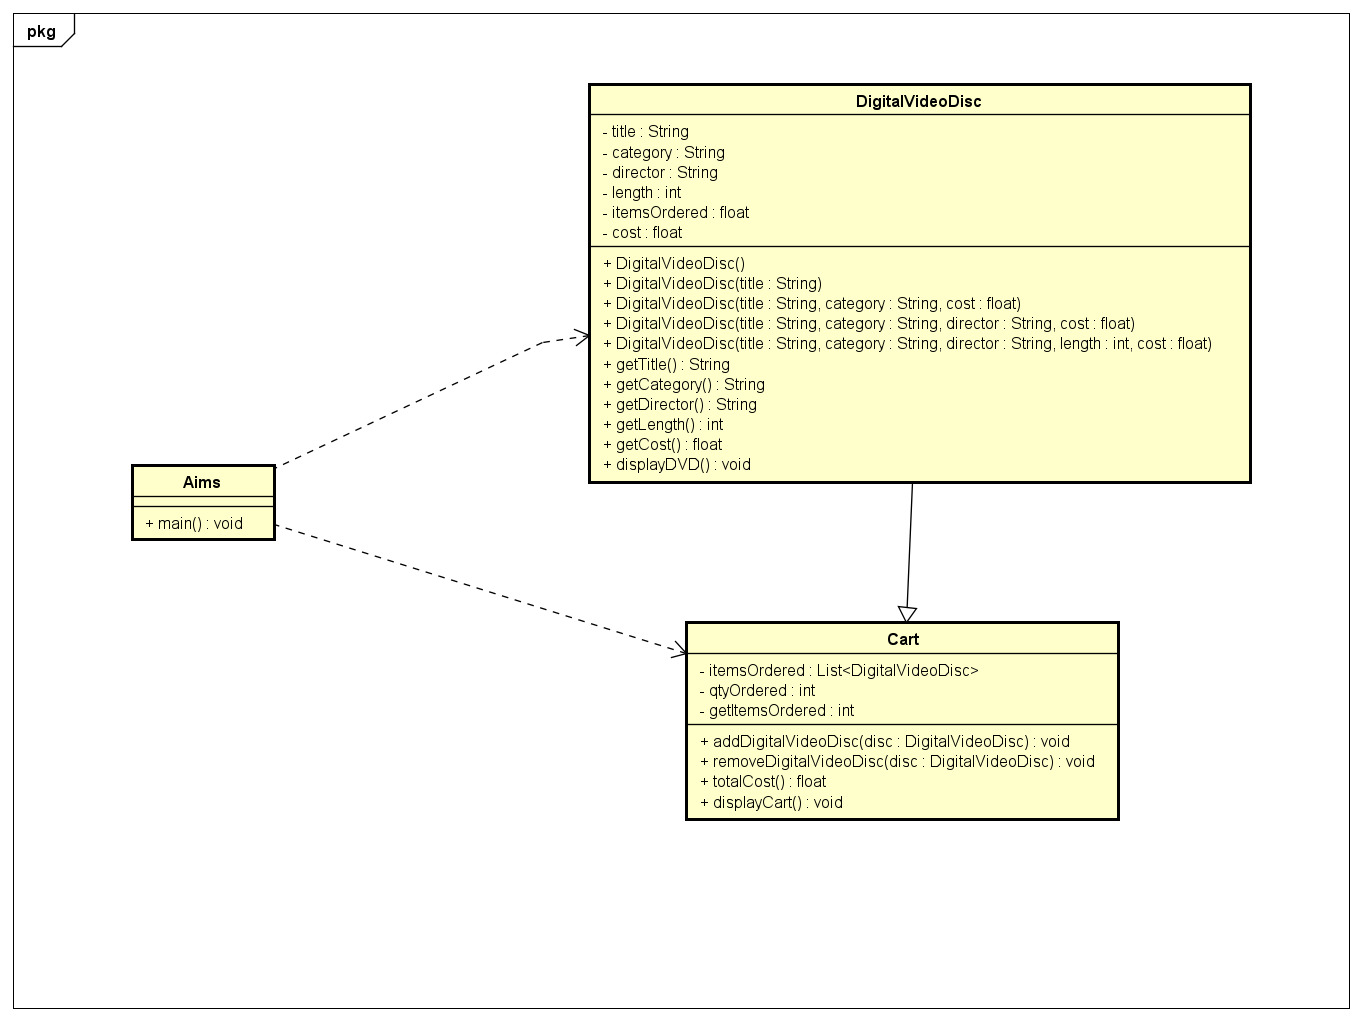 pkg
DigitalVideoDisc
- title : String
- category : String
- director : String
- length : int
- itemsOrdered : float
- cost : float
+ DigitalVideoDisc()
+ DigitalVideoDisc(title : String)
+ DigitalVideoDisc(title : String, category : String, cost : float)
+ DigitalVideoDisc(title : String, category : String, director : String, cost : float)
+ DigitalVideoDisc(title : String, category : String, director : String, length : int, cost : float)
+ getTitle() : String
+ getCategory() : String
+ getDirector() : String
+ getLength() : int
+ getCost() : float
+ displayDVD() : void
Aims
+ main() : void
Cart
- itemsOrdered : List<DigitalVideoDisc>
- qtyOrdered : int
- getItemsOrdered : int
+ addDigitalVideoDisc(disc : DigitalVideoDisc) : void
+ removeDigitalVideoDisc(disc : DigitalVideoDisc) : void
+ totalCost() : float
+ displayCart() : void